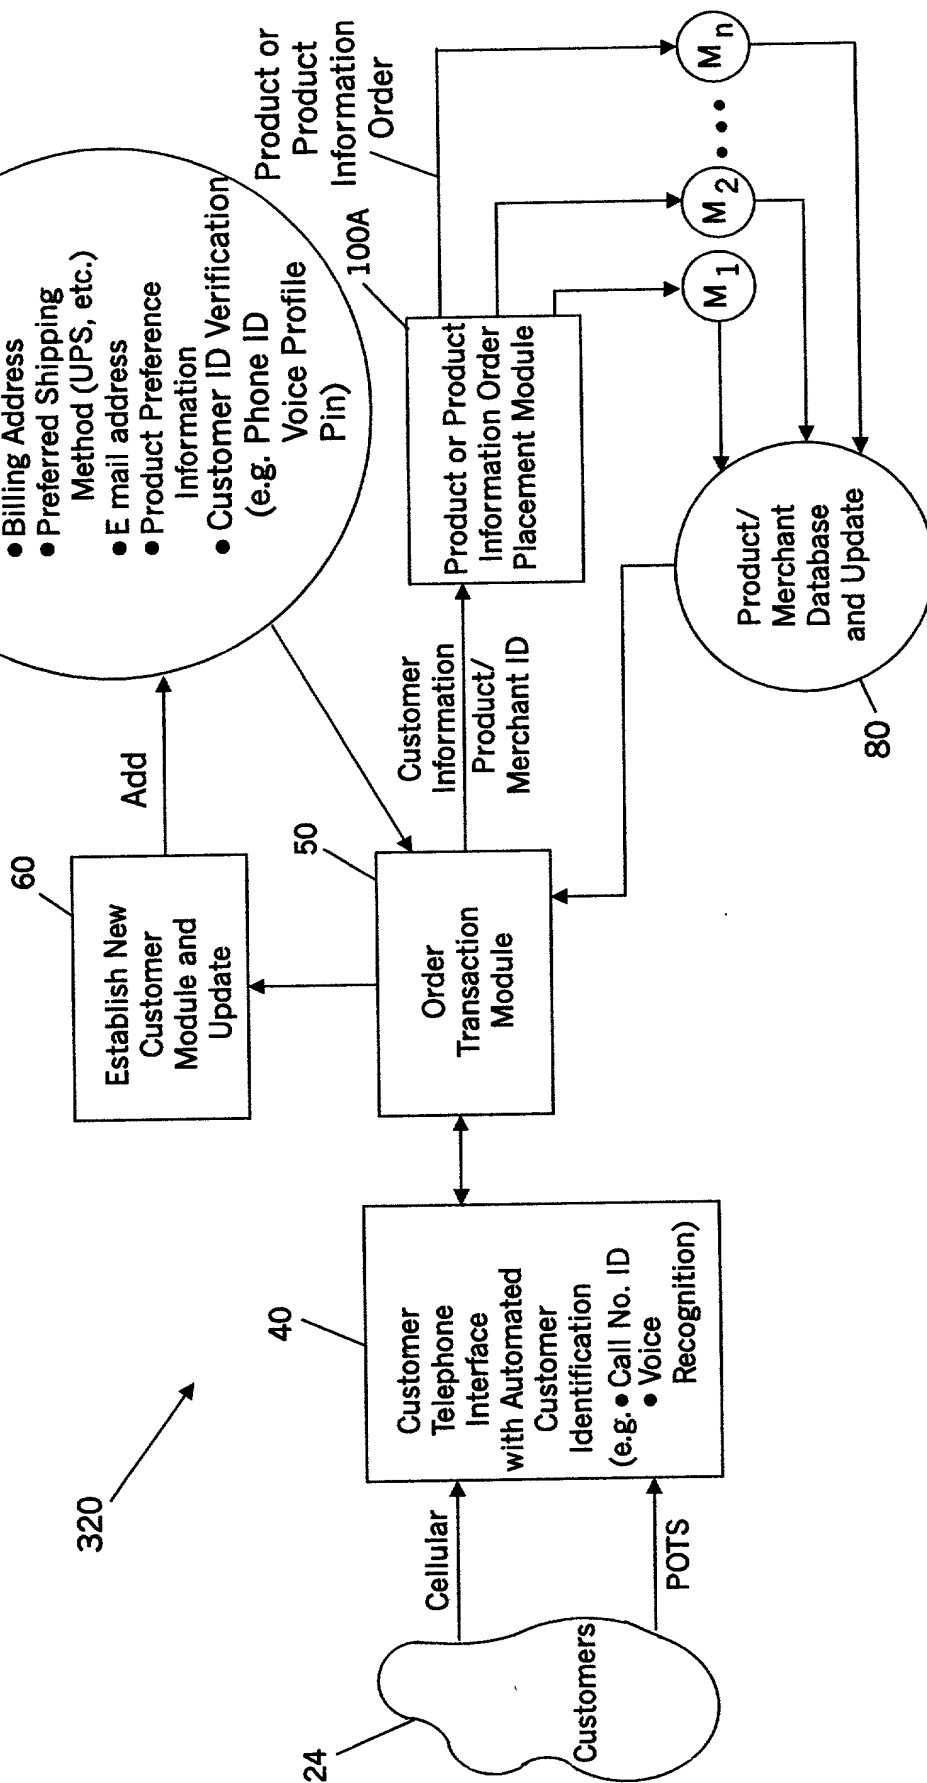 320
24
Customers
Cellular
POTS
40
Customer
Telephone
Interface
with Automated
Customer
Identification
(e.g. • Call No. ID
• Voice
Recognition)
60
Establish New
Customer
Module and
Update
Add
50
Order
Transaction
Module
• Billing Address
• Preferred Shipping
Method (UPS, etc.)
• E mail address
• Product Preference
Information
• Customer ID Verification
(e.g. Phone ID
Voice Profile
Pin)
Customer
Information
Product/
Merchant ID
100A
Product or Product
Information Order
Placement Module
Product or
Product
Information
Order
M1
M2
• • • •
Mn
Product/
Merchant
Database
and Update
80